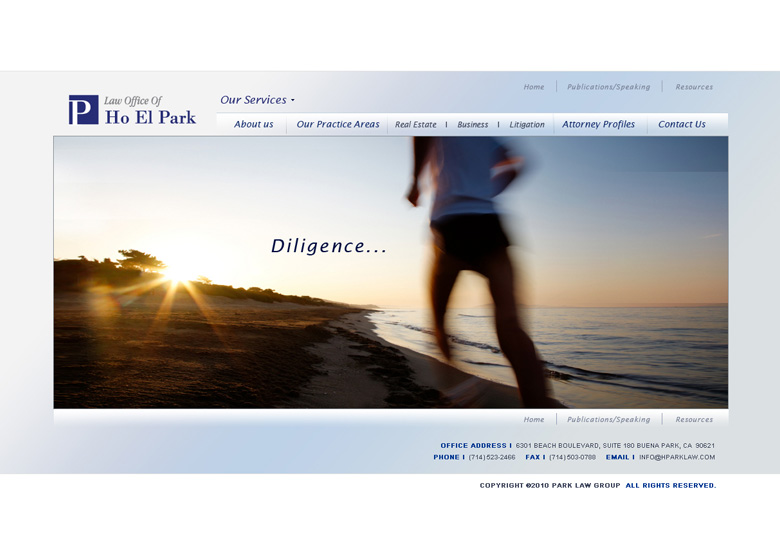 Home Publications/Speaking Resources
Law Office Of
P
Ho El Park
Our Services
About us Our Practice Areas Real Estate I Business I Litigation Attorney Profiles Contact Us
Diligence...
Home Publications/Speaking Resources
OFFICE ADDRESS I 6301 BEACH BOULEVARD, SUITE 180 BUENA PARK, CA 90621
PHONE I (714)523-2466 FAX I (714)503-0788 EMAIL I INFO@HPARKLAW.COM
COPYRIGHT ©2010 PARK LAW GROUP ALL RIGHTS RESERVED.